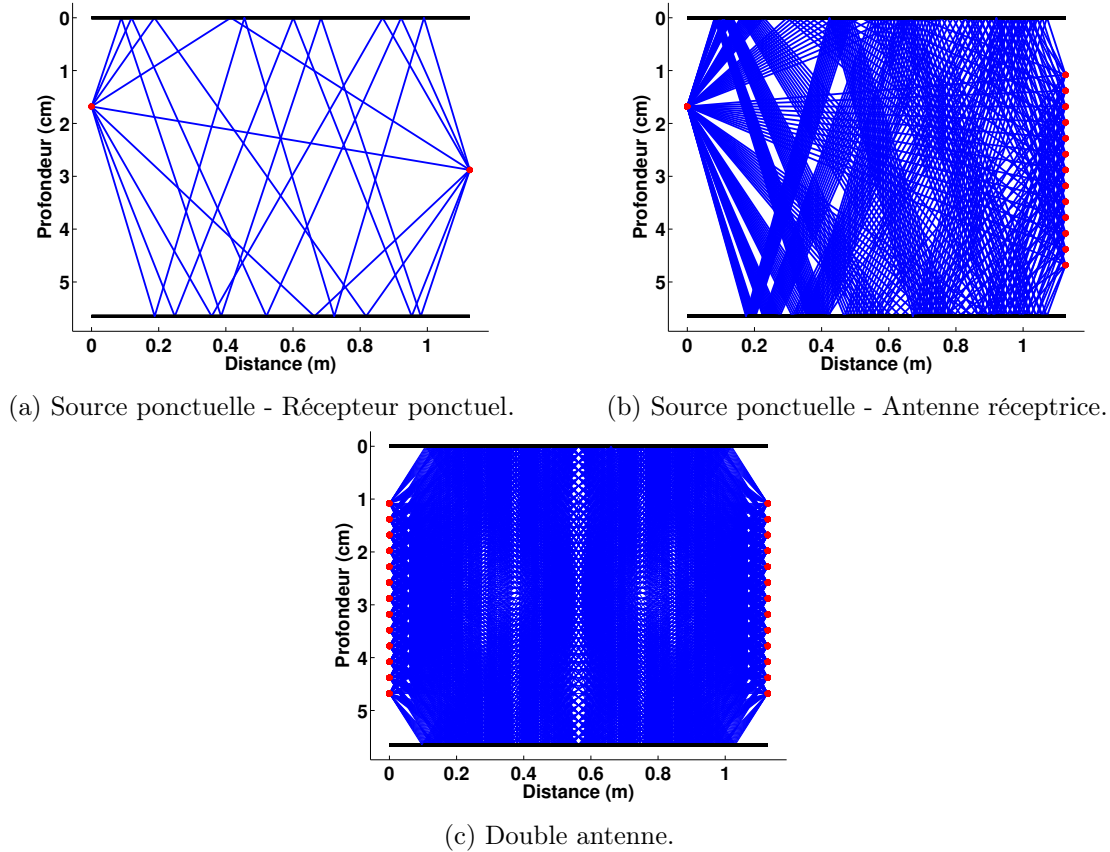 0
1
2
3
4
5
Profondeur (cm)
0 0.2 0.4 0.6 0.8 1
Distance (m)
(a) Source ponctuelle - Récepteur ponctuel.
0
1
2
3
4
5
Profondeur (cm)
0 0.2 0.4 0.6 0.8 1
Distance (m)
(b) Source ponctuelle - Antenne réceptrice.
0
1
2
3
4
5
Profondeur (cm)
0 0.2 0.4 0.6 0.8 1
Distance (m)
(c) Double antenne.